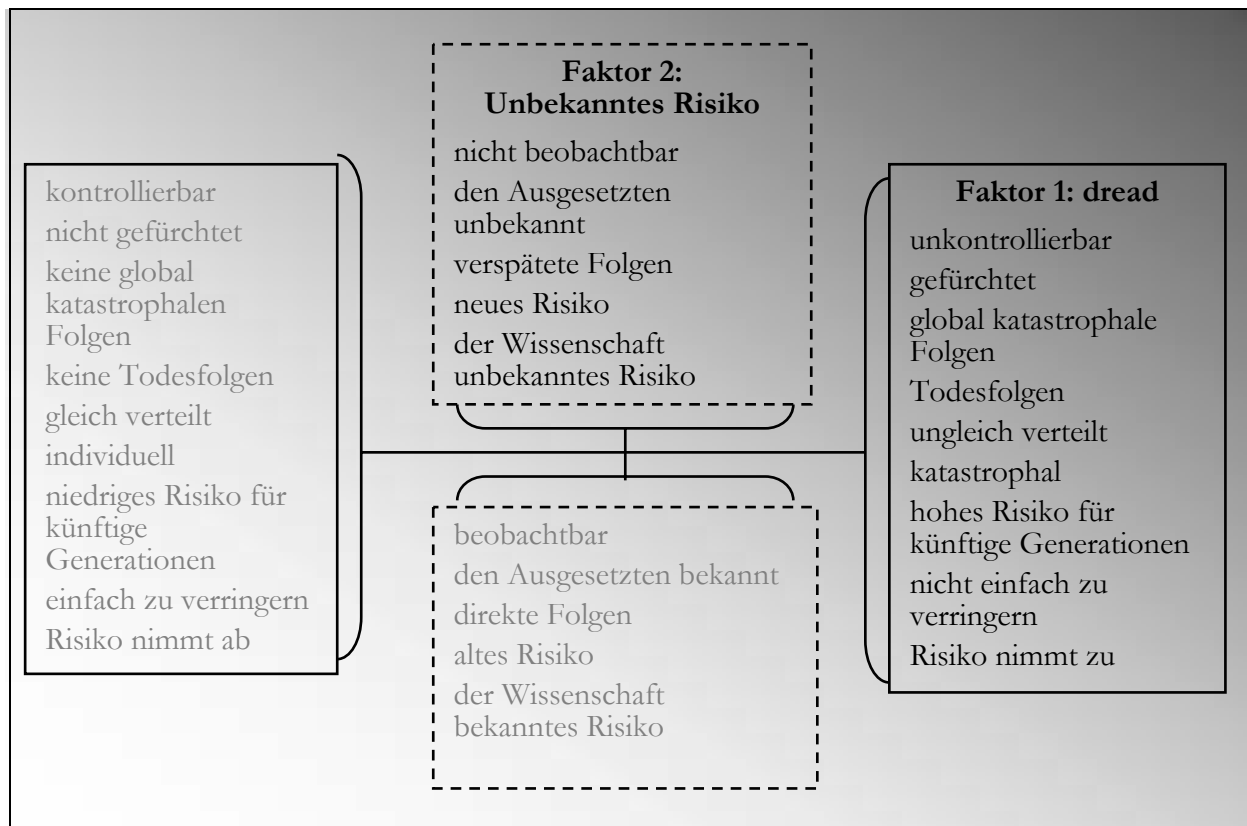 Faktor 2:
Unbekanntes Risiko
nicht beobachtbar
den Ausgesetzten
unbekannt
verspätete Folgen
neues Risiko
der Wissenschaft
unbekanntes Risiko
kontrollierbar
nicht gefürchtet
keine global
katastrophalen
Folgen
keine Todesfolgen
gleich verteilt
individuell
niedriges Risiko für
künftige
Generationen
einfach zu verringern
Risiko nimmt ab
Faktor 1: dread
unkontrollierbar
gefürchtet
global katastrophale
Folgen
Todesfolgen
ungleich verteilt
katastrophal
hohes Risiko für
künftige Generationen
nicht einfach zu
verringern
Risiko nimmt zu
beobachtbar
den Ausgesetzten bekannt
direkte Folgen
altes Risiko
der Wissenschaft
bekanntes Risiko